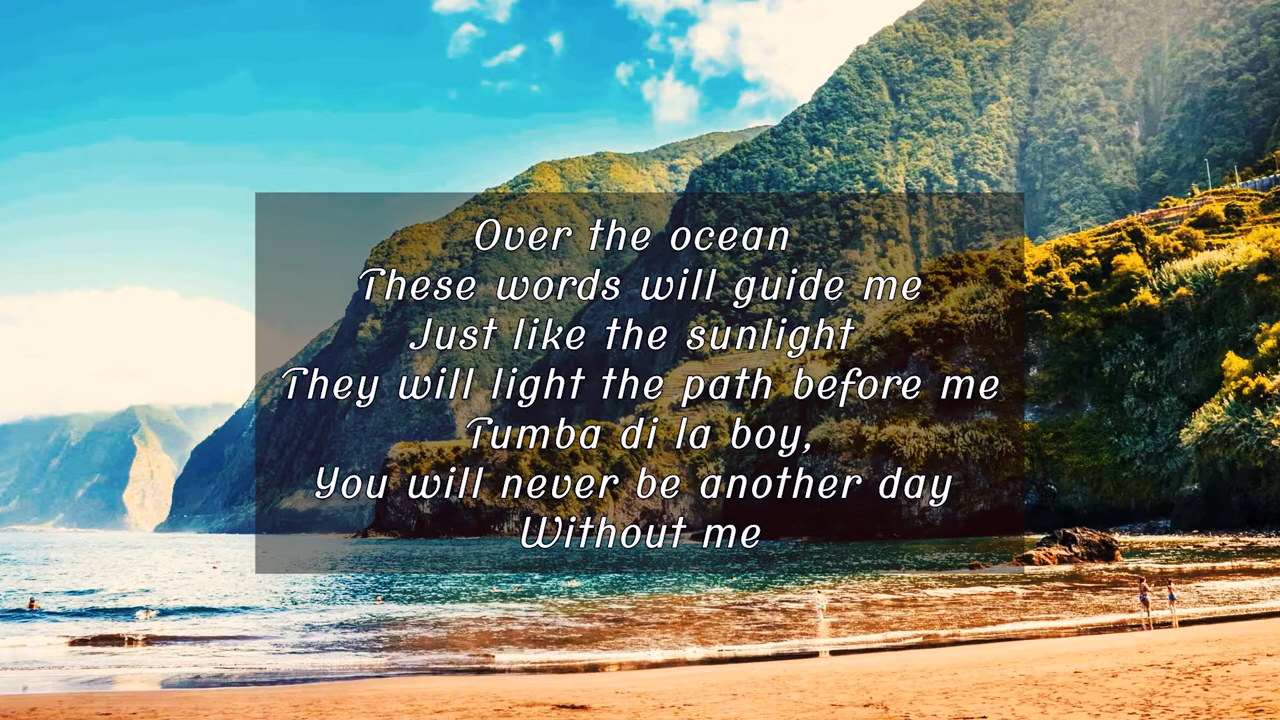 Over the ocean
These words will guide me
Just like the sunlight
They will light the path before me
Tumba di la boy,
You will never be another day
Without me